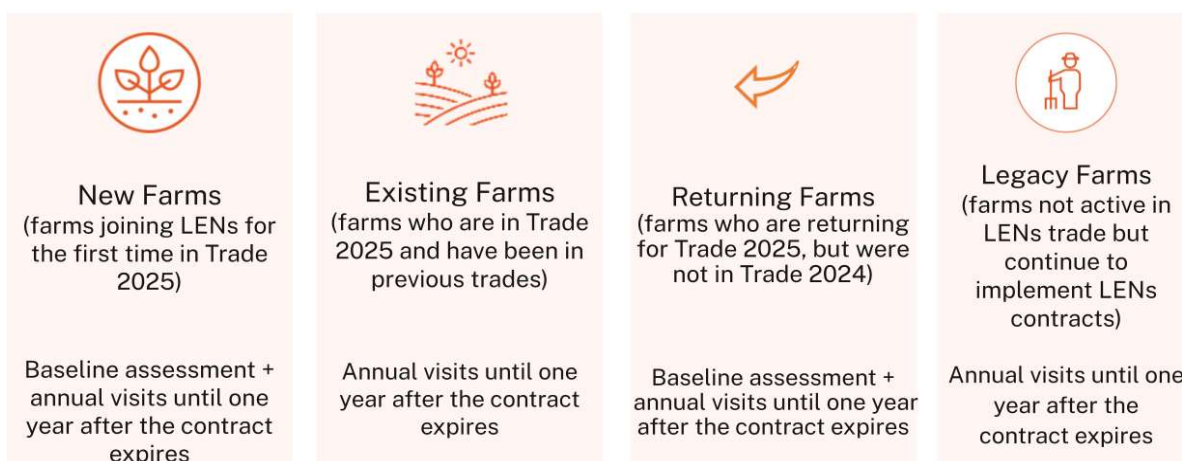 New Farms
(farms joining LENs for
the first time in Trade
2025)
Baseline assessment +
annual visits until one
year after the contract
expires
Existing Farms
(farms who are in Trade
2025 and have been in
previous trades)
Annual visits until one
year after the contract
expires
Returning Farms
(farms who are returning
for Trade 2025, but were
not in Trade 2024)
Baseline assessment +
annual visits until one year
after the contract expires
Legacy Farms
(farms not active in
LENs trade but
continue to
implement LENs
contracts)
Annual visits until one
year after the
contract expires